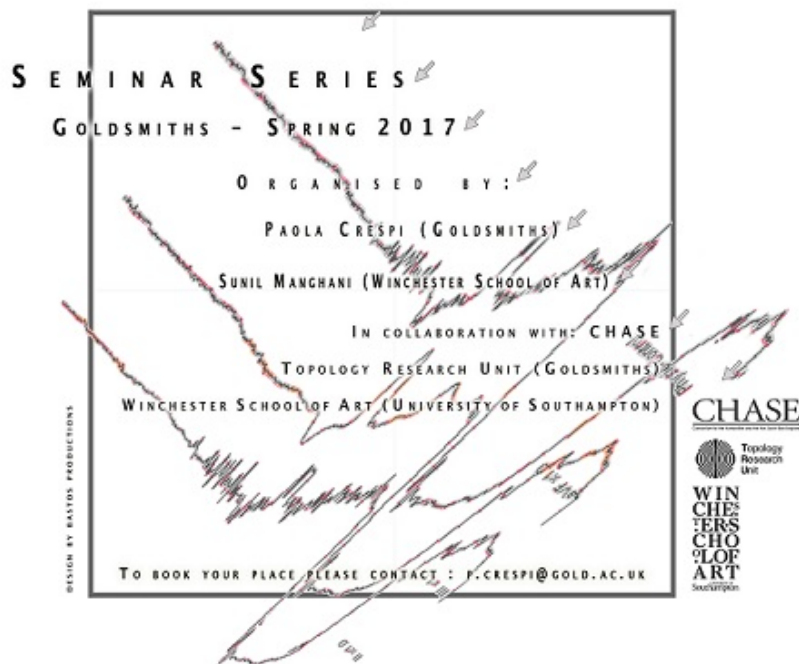 SEMINAR SERIES
GOLDSMITHS - SPRING 2017
ORGANISED BY:
PAOLA CRESPI (GOLDSMITHS)
SUNIL MANGHANI (WINCHESTER SCHOOL OF ART)
IN COLLABORATION WITH: CHASE
TOPOLOGY RESEARCH UNIT (GOLDSMITHS)
WINCHESTER SCHOOL OF ART (UNIVERSITY OF SOUTHAMPTON)
TO BOOK YOUR PLACE PLEASE CONTACT : P.CRESPI@GOLD.AC.UK
DESIGN BY BASTOS PRODUCTIONS
CHASE
Topology
Research
Unit
WIN
CHES
TER:S
CHO
OLOF
ART
Southampton